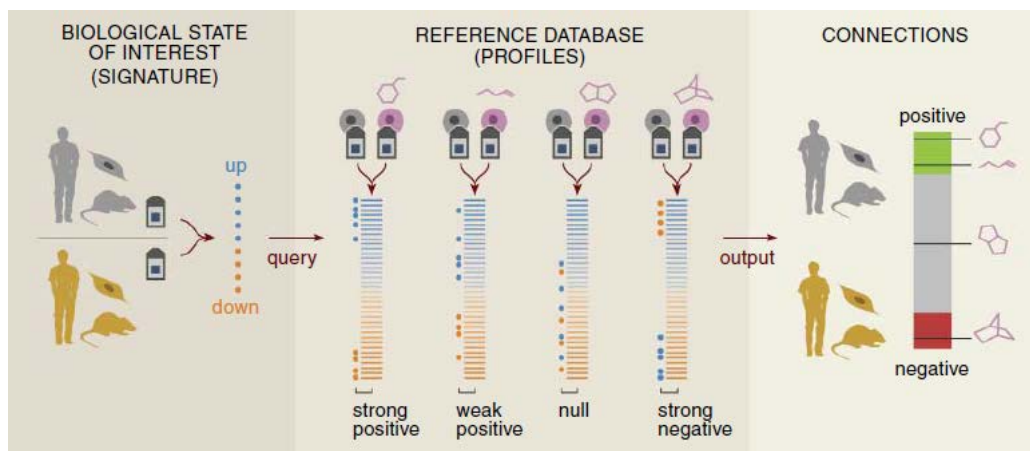 BIOLOGICAL STATE
OF INTEREST
(SIGNATURE)
up
down
query
REFERENCE DATABASE
(PROFILES)
strong
positive
weak
positive
null
strong
negative
output
CONNECTIONS
positive
negative